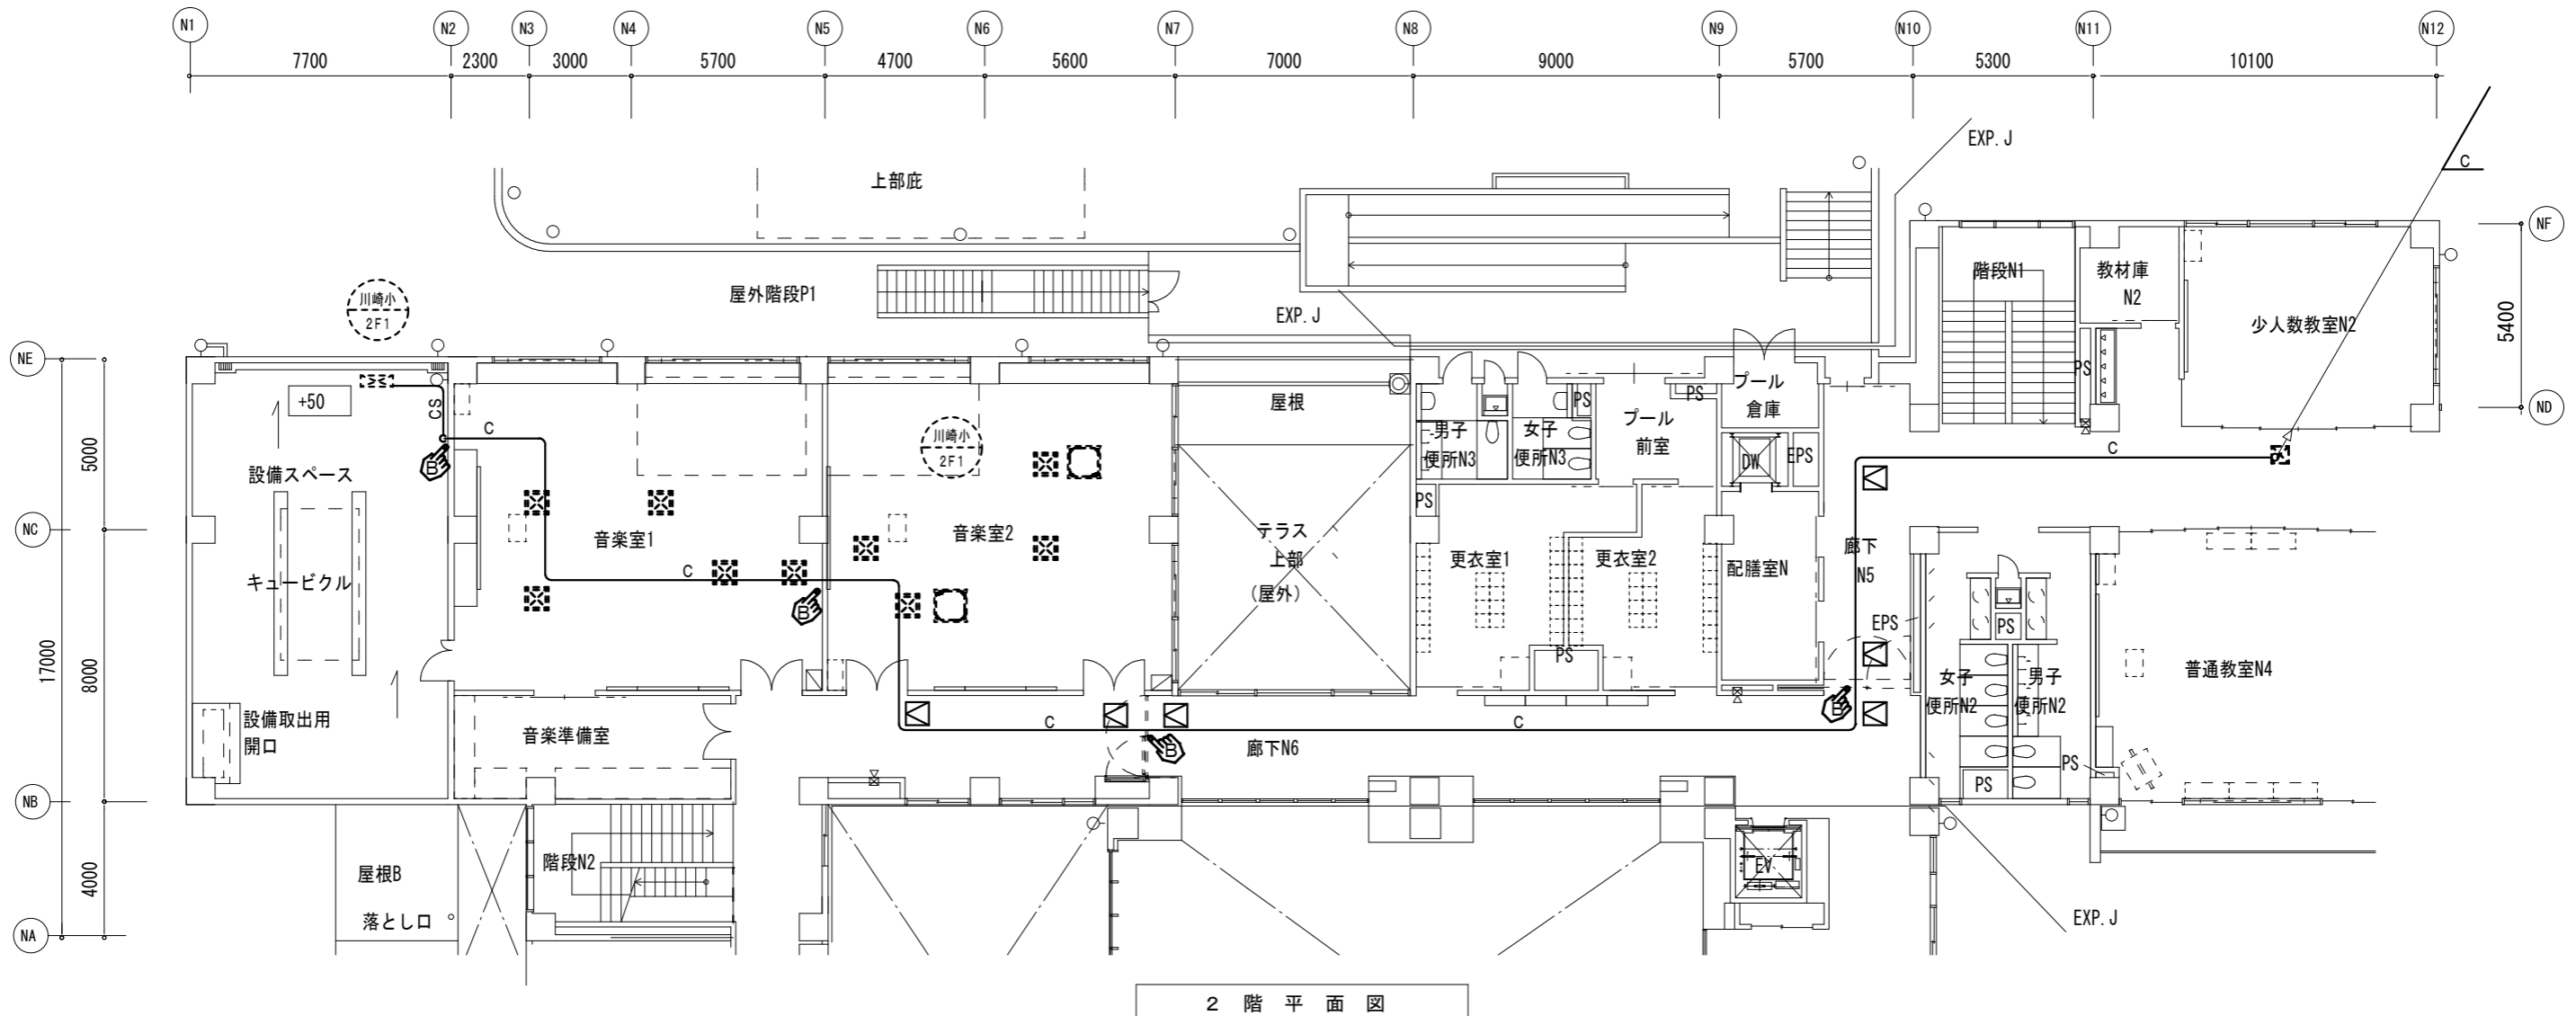 N1 N2 N3 N4 N5 N6 N7 N8 N9 N10 N11 N12
7700 2300 3000 5700 4700 5600 7000 9000 5700 5300 10100
EXP. J
C
上部庇
NF
階段N1
教材庫
N2
川崎小
2F1
屋外階段P1
EXP. J
少人数教室N2
5400
NE
PS
プール
倉庫
+50
屋根
PS
PS
ND
CS
C
川崎小
2F1
男子
便所N3
女子
便所N3
プール
前室
C
B
DW
EPS
設備スペース
5000
PS
NC
音楽室1
音楽室2
テラス
上部
(屋外)
更衣室1
更衣室2
配膳室N
廊下
N5
キュービクル
C
B
EPS
PS
17000
8000
PS
女子
便所N2
男子
便所N2
普通教室N4
設備取出用
開口
音楽準備室
C
B
廊下N6
C
B
PS
PS
NB
階段N2
EV
屋根B
4000
落とし口
EXP. J
NA
2 階 平 面 図